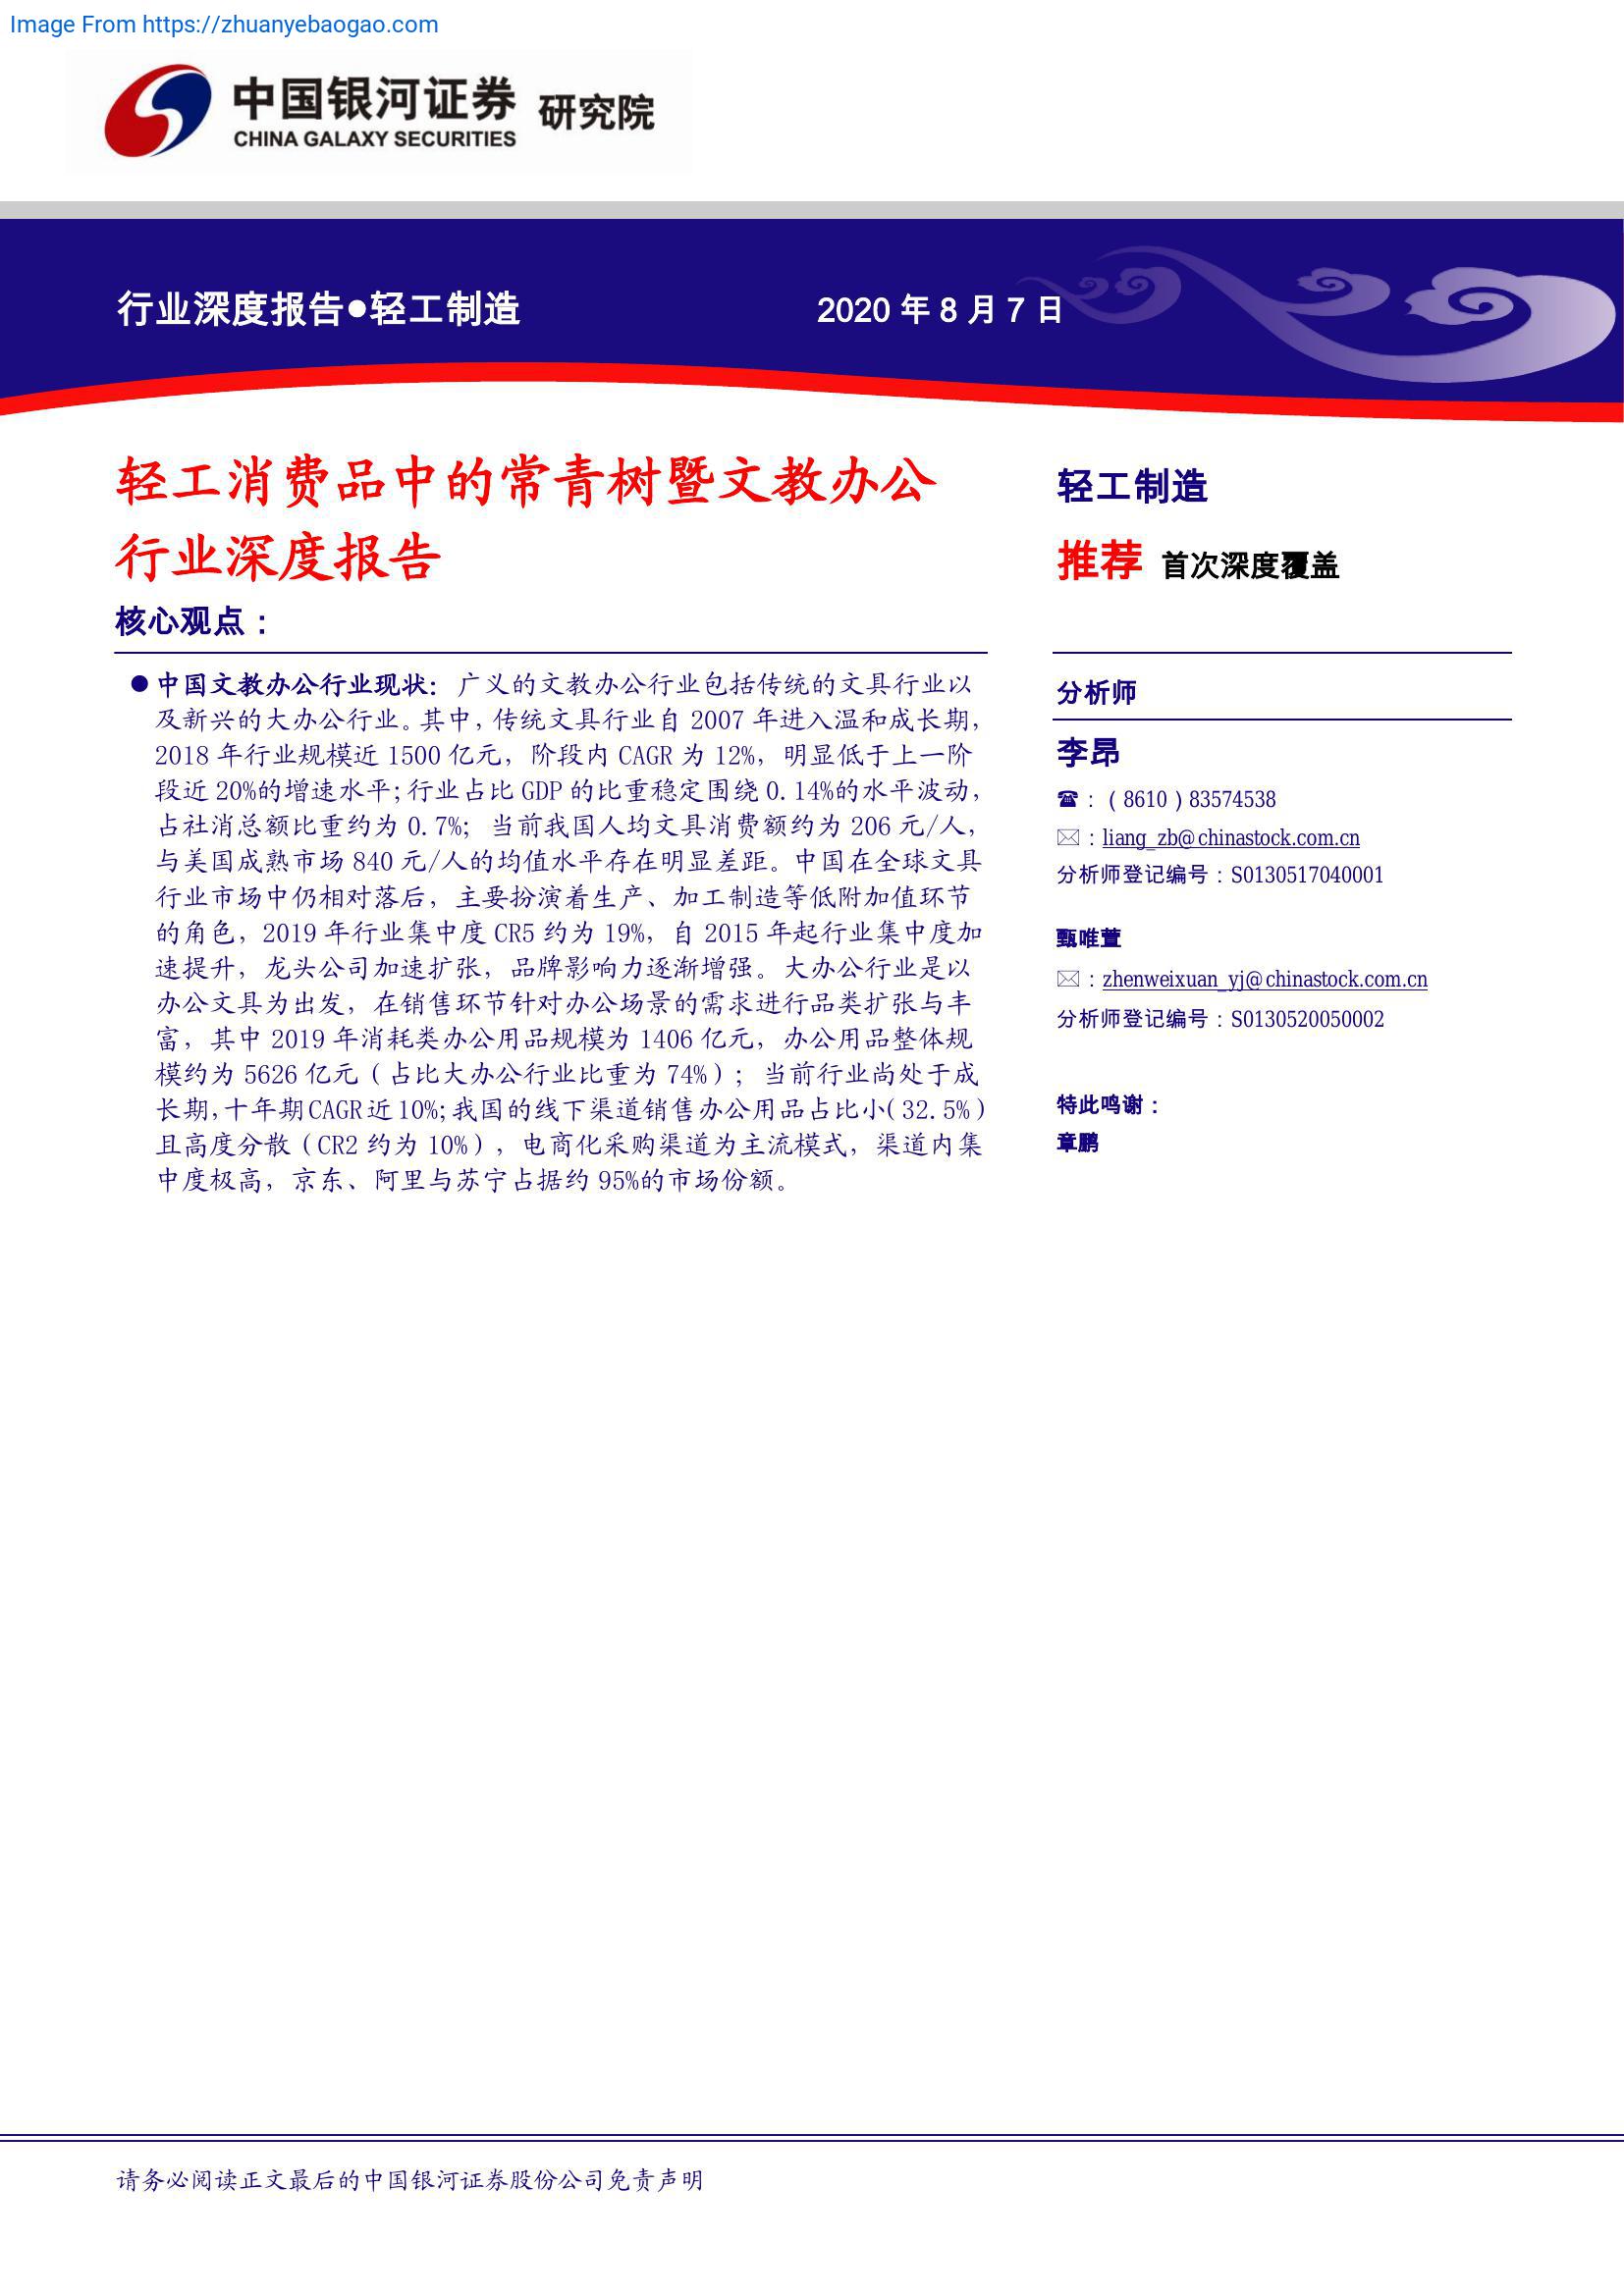 Image From https://zhuanyebaogao.com
中国银河证券 研究院
CHINA GALAXY SECURITIES
行业深度报告●轻工制造
2020 年 8 月 7 日
轻工消费品中的常青树暨文教办公
行业深度报告
核心观点：
● 中国文教办公行业现状： 广义的文教办公行业包括传统的文具行业以
及新兴的大办公行业。其中，传统文具行业自 2007 年进入温和成长期，
2018 年行业规模近 1500 亿元，阶段内 CAGR 为 12%，明显低于上一阶
段近 20%的增速水平；行业占比 GDP 的比重稳定围绕 0.14%的水平波动，
占社消总额比重约为 0.7%；当前我国人均文具消费额约为 206 元/人，
与美国成熟市场 840 元/人的均值水平存在明显差距。中国在全球文具
行业市场中仍相对落后，主要扮演着生产、加工制造等低附加值环节
的角色，2019 年行业集中度 CR5 约为 19%，自 2015 年起行业集中度加
速提升，龙头公司加速扩张，品牌影响力逐渐增强。大办公行业是以
办公文具为出发，在销售环节针对办公场景的需求进行品类扩张与丰
富，其中 2019 年消耗类办公用品规模为 1406 亿元，办公用品整体规
模约为 5626 亿元（占比大办公行业比重为 74%）；当前行业尚处于成
长期，十年期 CAGR 近 10%；我国的线下渠道销售办公用品占比小（32.5%）
且高度分散（CR2 约为 10%），电商化采购渠道为主流模式，渠道内集
中度极高，京东、阿里与苏宁占据约 95%的市场份额。
轻工制造
推荐 首次深度覆盖
分析师
李昂
☎：（8610）83574538
✉：liang_zb@chinastock.com.cn
分析师登记编号：S0130517040001
甄唯萱
✉：zhenweixuan_yj@chinastock.com.cn
分析师登记编号：S0130520050002
特此鸣谢：
章鹏
请务必阅读正文最后的中国银河证券股份公司免责声明